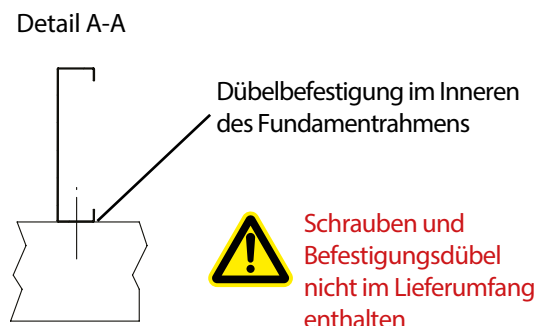 Detail A-A
Dübelbefestigung im Inneren
des Fundamentrahmens
Schrauben und
Befestigungsdübel
nicht im Lieferumfang
enthalten